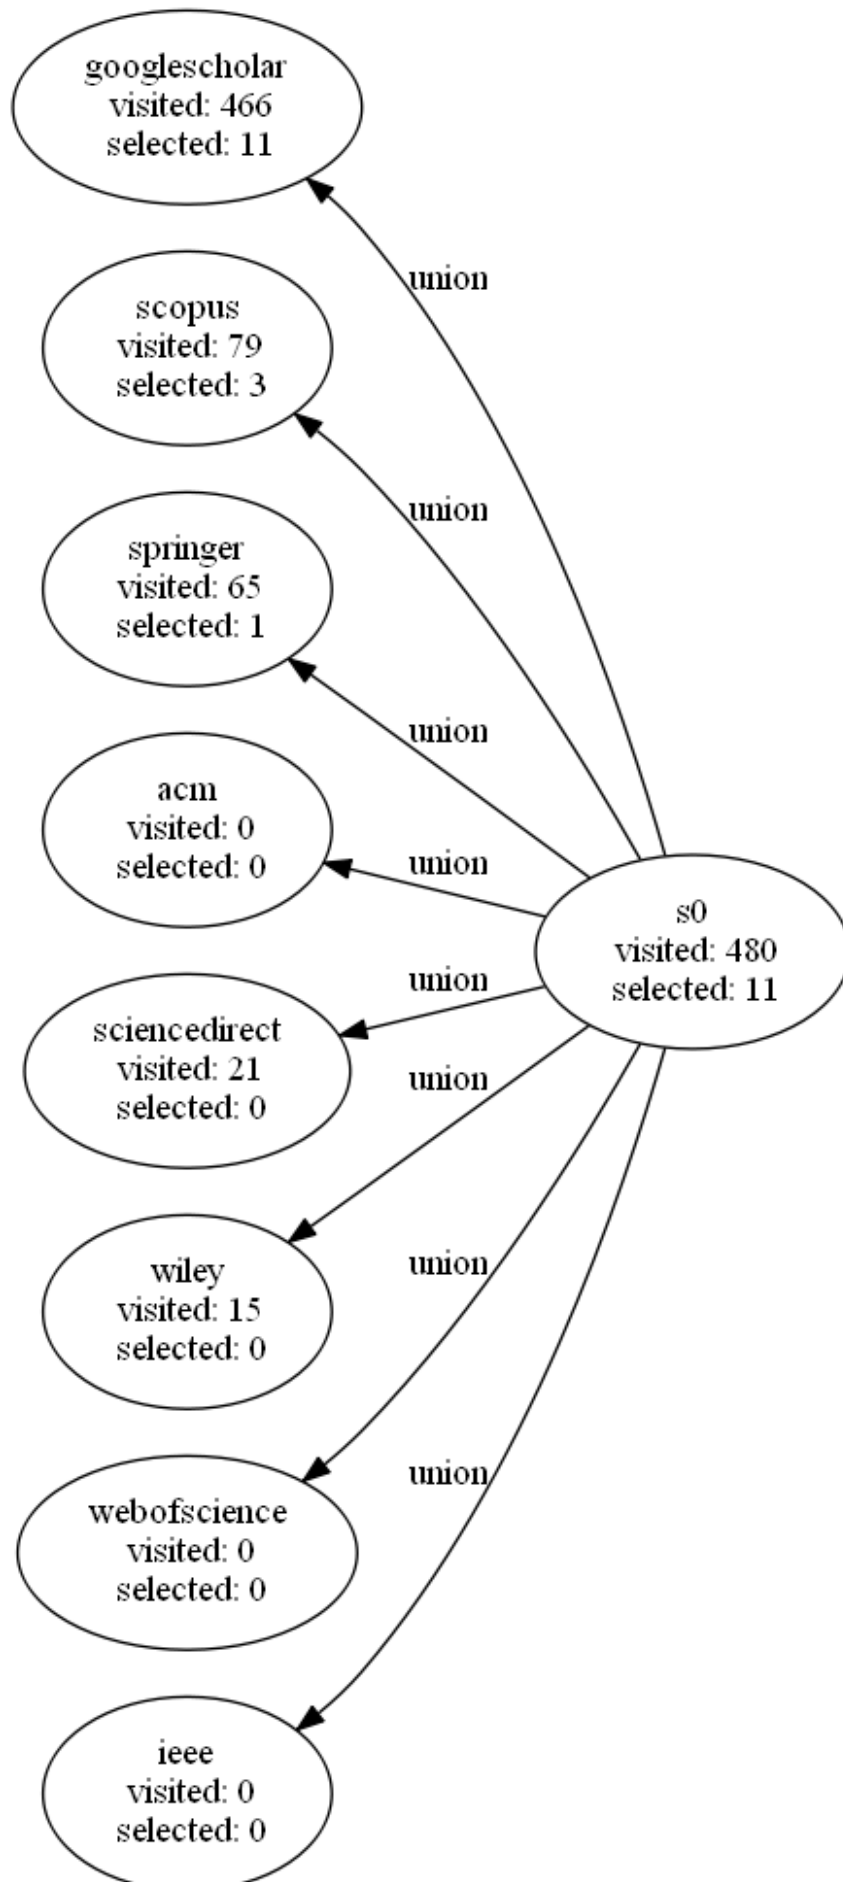 googlescholar
visited: 466
selected: 11
union
scopus
visited: 79
selected: 3
union
springer
visited: 65
selected: 1
union
acm
visited: 0
selected: 0
union
s0
visited: 480
selected: 11
union
sciencedirect
visited: 21
selected: 0
union
wiley
visited: 15
selected: 0
union
webofscience
visited: 0
selected: 0
union
ieee
visited: 0
selected: 0